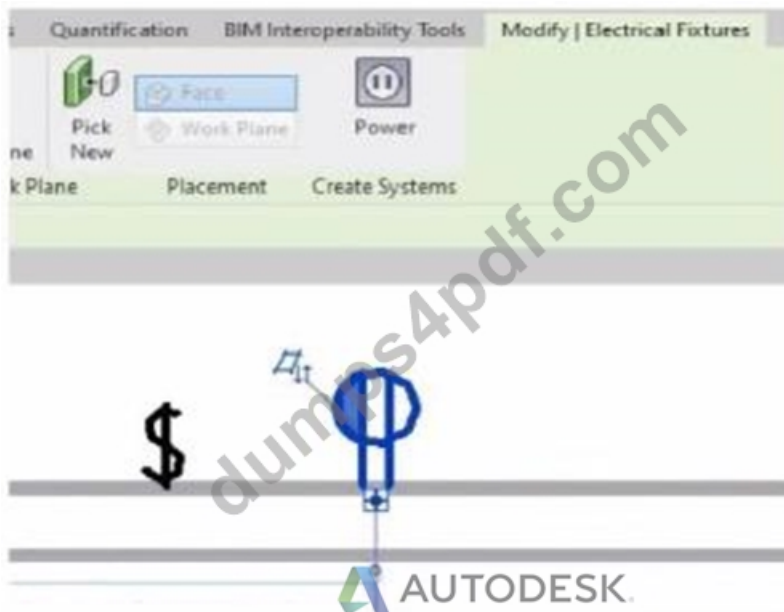 Quantification BIM Interoperability Tools Modify | Electrical Fixtures
Pick New
Face
Work Plane
Power
ne
k Plane Placement Create Systems
$
dumps4pdf.com
AUTODESK.